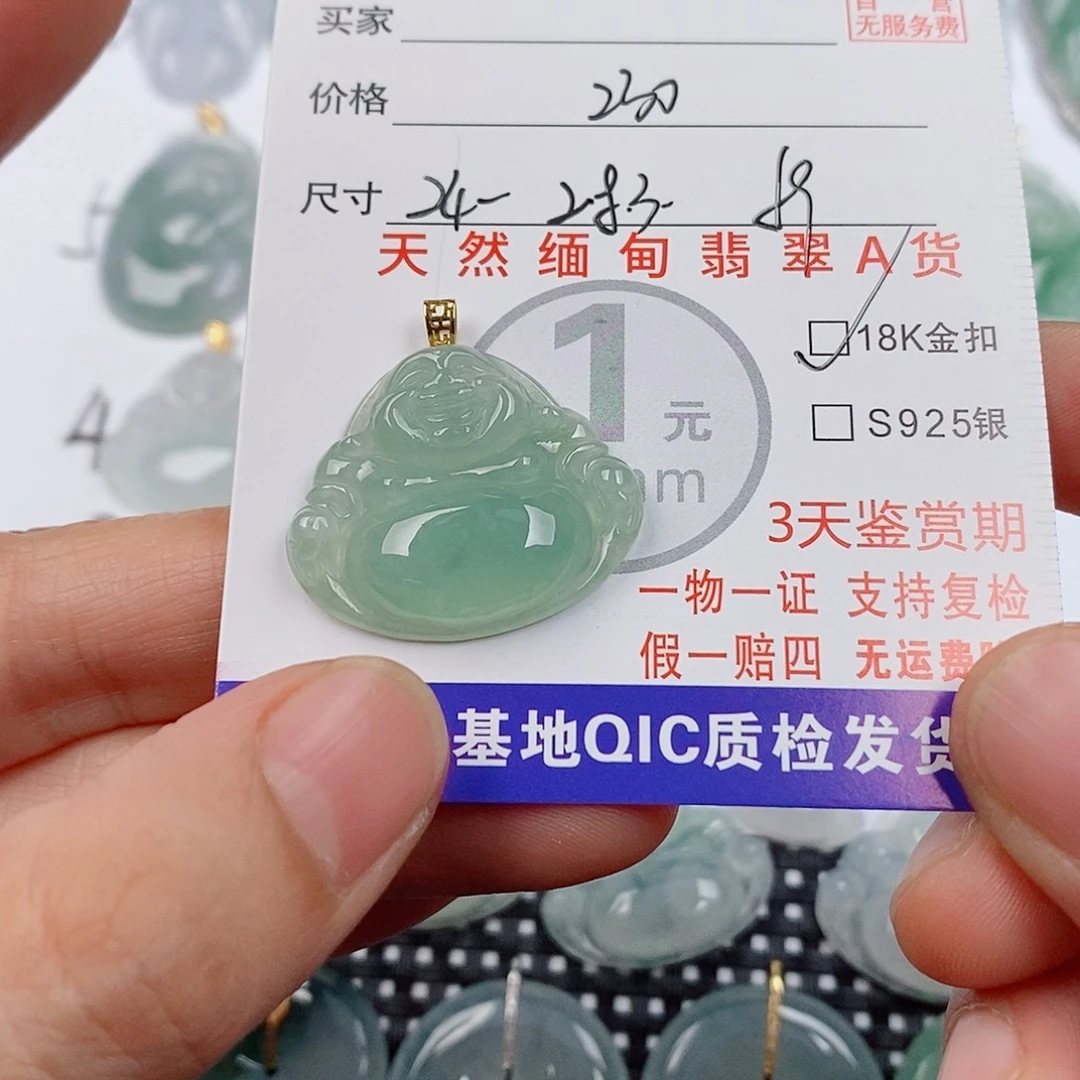 买家
自 营
无服务费
价格
尺寸 24-
天然缅甸翡翠A货
18K金扣
1元
S925银
mm
3天鉴赏期
一物一证 支持复检
假一赔四 无运费
基地QIC质检发货
4